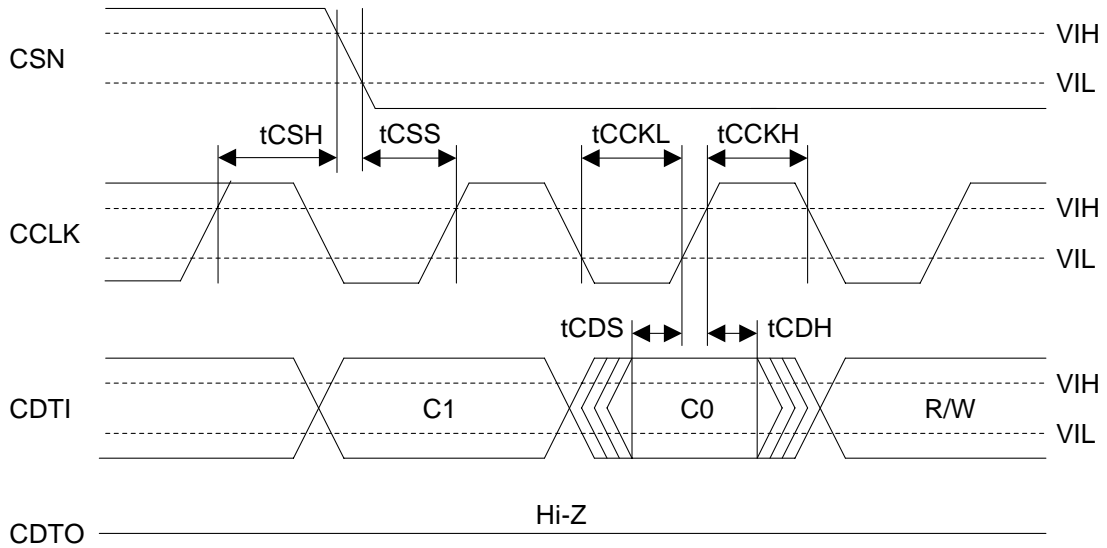 CSN
VIH
VIL
tCSH
tCSS
tCCKL
tCCKH
CCLK
VIH
VIL
tCDS
tCDH
CDTI
C1
C0
R/W
VIH
VIL
CDTO
Hi-Z